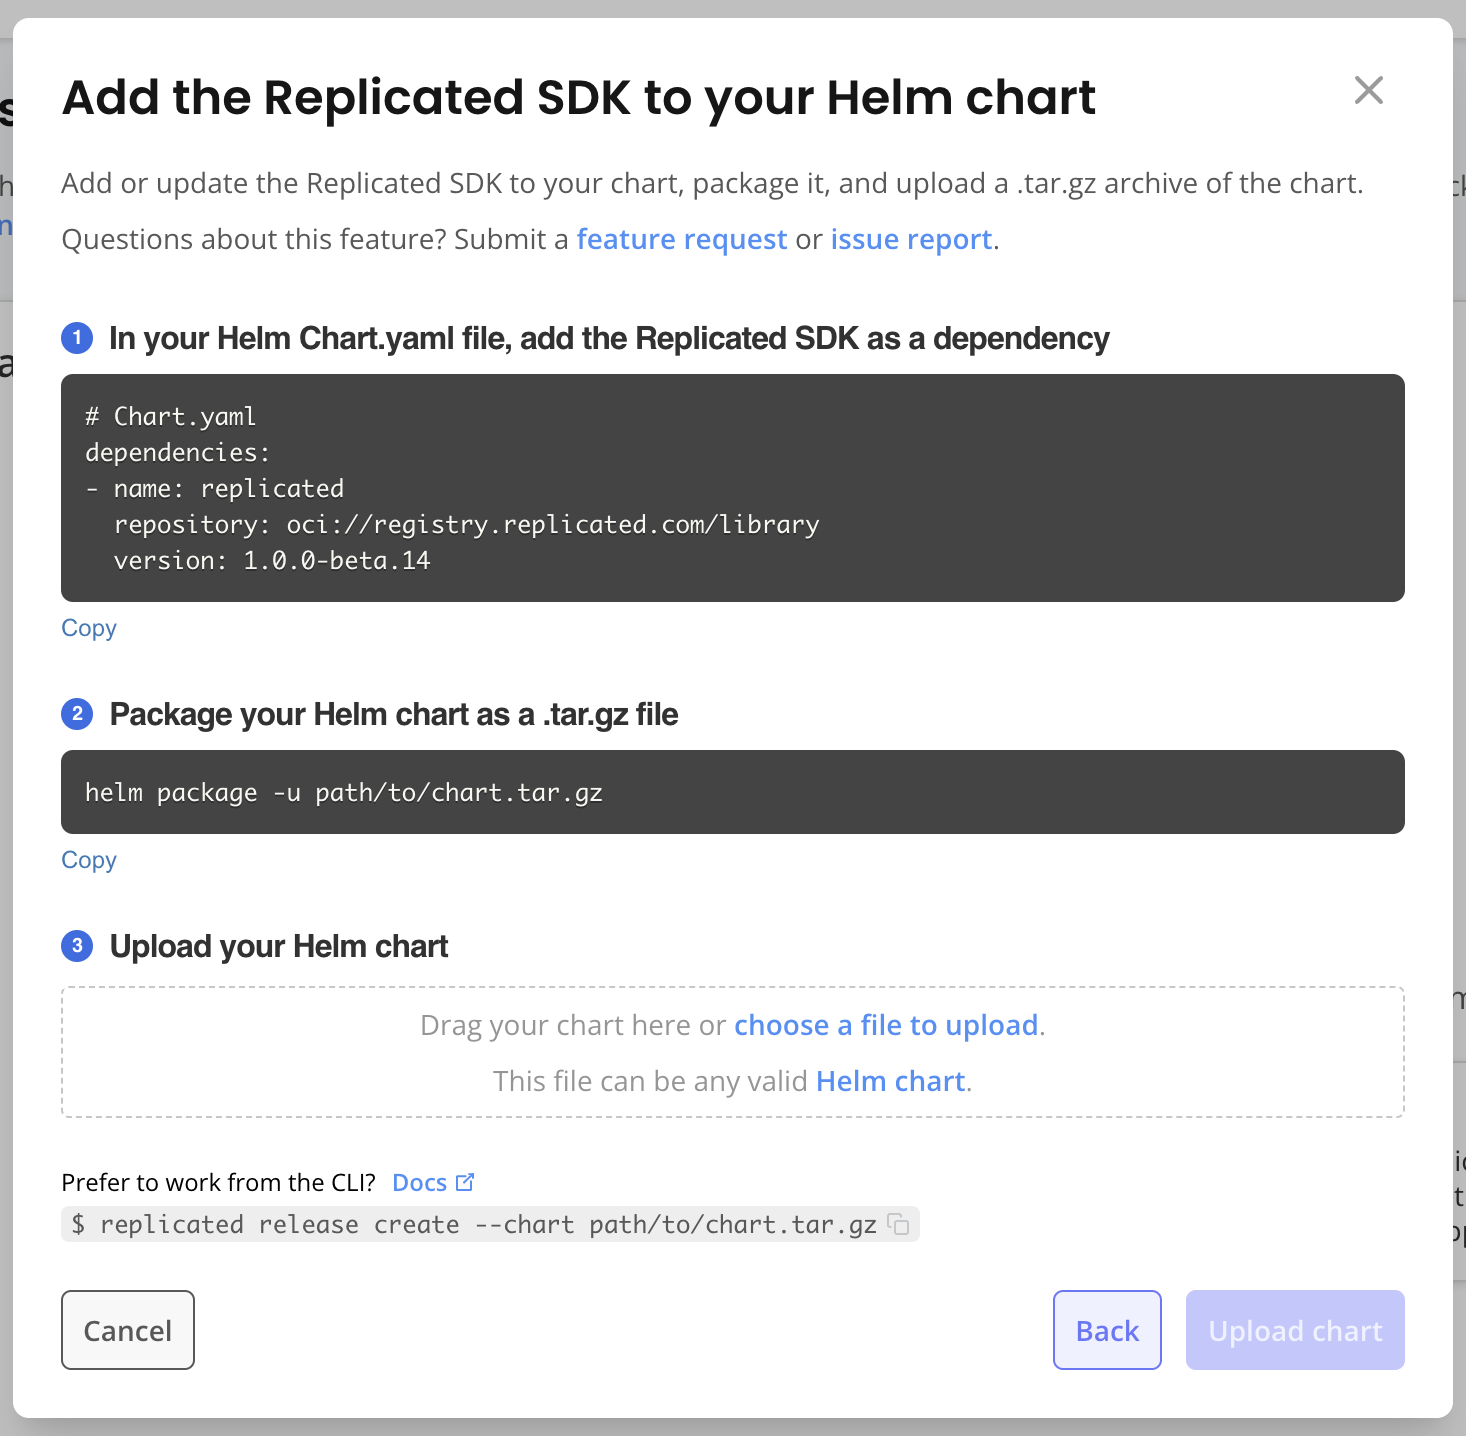 Add the Replicated SDK to your Helm chart
Add or update the Replicated SDK to your chart, package it, and upload a .tar.gz archive of the chart.
Questions about this feature? Submit a feature request or issue report.
1 In your Helm Chart.yaml file, add the Replicated SDK as a dependency
# Chart.yaml
dependencies:
- name: replicated
  repository: oci://registry.replicated.com/library
  version: 1.0.0-beta.14
Copy
2 Package your Helm chart as a .tar.gz file
helm package -u path/to/chart.tar.gz
Copy
3 Upload your Helm chart
Drag your chart here or choose a file to upload.
This file can be any valid Helm chart.
Prefer to work from the CLI? Docs
$ replicated release create --chart path/to/chart.tar.gz
Cancel
Back
Upload chart